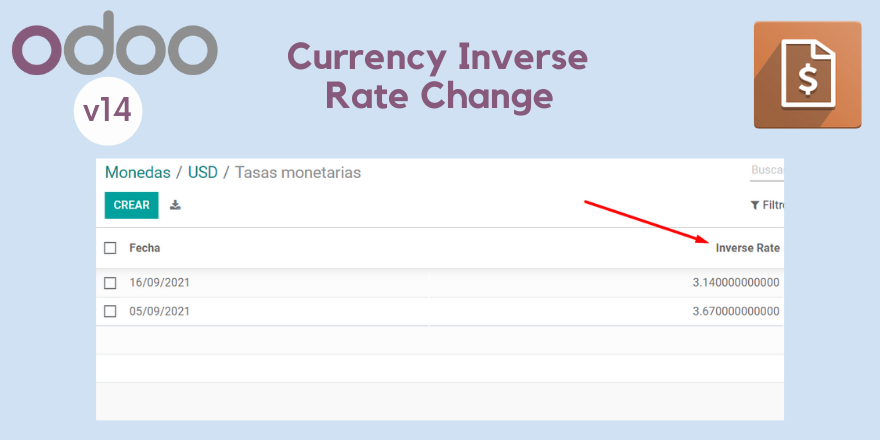 odoo
v14
Currency Inverse
Rate Change
$
Monedas / USD / Tasas monetarias
Busca
CREAR
Filtro
Fecha
Inverse Rate
16/09/2021
3.140000000000
05/09/2021
3.670000000000